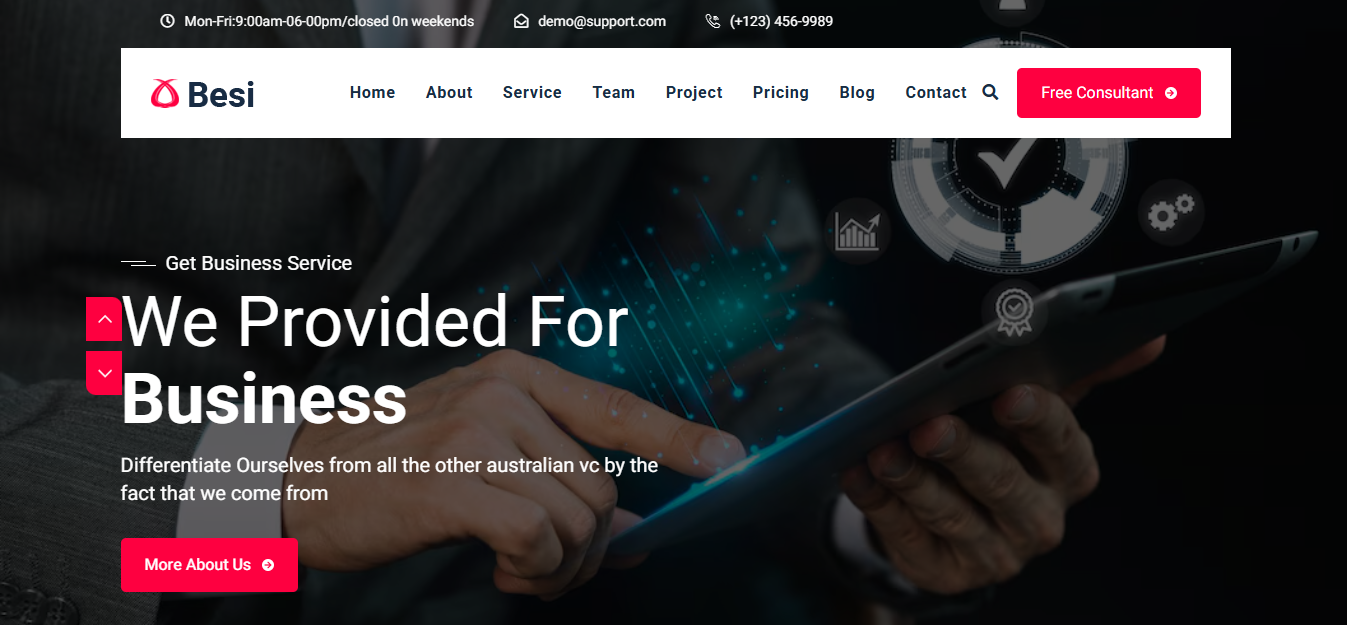 Mon-Fri:9:00am-06-00pm/closed 0n weekends demo@support.com (+123) 456-9989
Besi Home About Service Team Project Pricing Blog Contact Free Consultant
Get Business Service
We Provided For
Business
Differentiate Ourselves from all the other australian vc by the
fact that we come from
More About Us